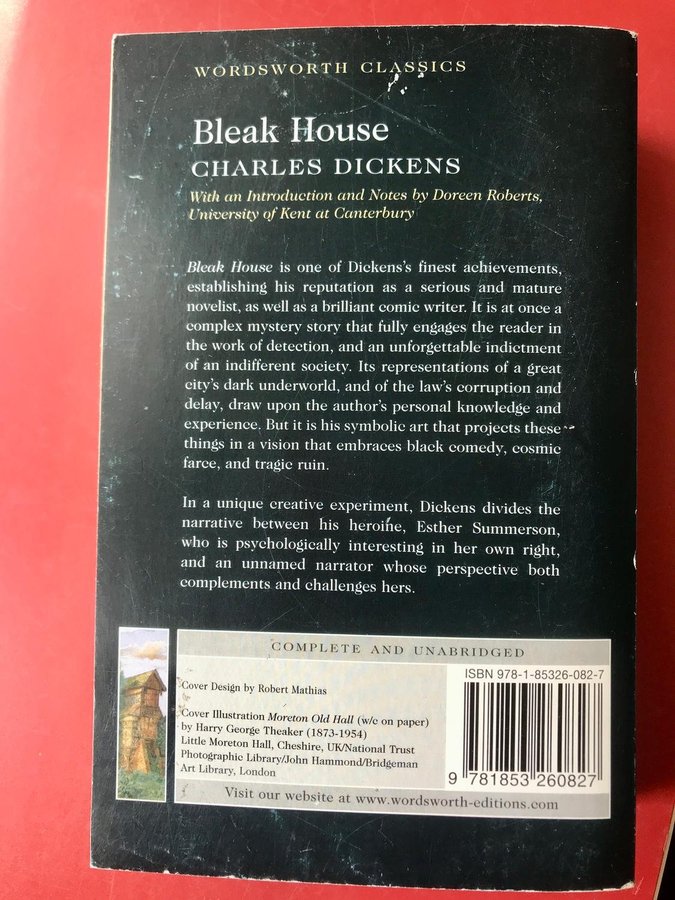 WORDSWORTH CLASSICS
Bleak House
CHARLES DICKENS
With an Introduction and Notes by Doreen Roberts,
University of Kent at Canterbury
Bleak House is one of Dickens's finest achievements,
establishing his reputation as a serious and mature
novelist, as well as a brilliant comic writer. It is at once a
complex mystery story that fully engages the reader in
the work of detection, and an unforgettable indictment
of an indifferent society. Its representations of a great
city's dark underworld, and of the law's corruption and
delay, draw upon the author's personal knowledge and
experience. But it is his symbolic art that projects these
things in a vision that embraces black comedy, cosmic
farce, and tragic ruin.
In a unique creative experiment, Dickens divides the
narrative between his heroine, Esther Summerson,
who is psychologically interesting in her own right,
and an unnamed narrator whose perspective both
complements and challenges hers.
COMPLETE AND UNABRIDGED
Cover Design by Robert Mathias
Cover Illustration Moreton Old Hall (w/c on paper)
by Harry George Theaker (1873-1954)
Little Moreton Hall, Cheshire, UK/National Trust
Photographic Library/John Hammond/Bridgeman
Art Library, London
ISBN 978-1-85326-082-7
9 781853 260827
Visit our website at www.wordsworth-editions.com